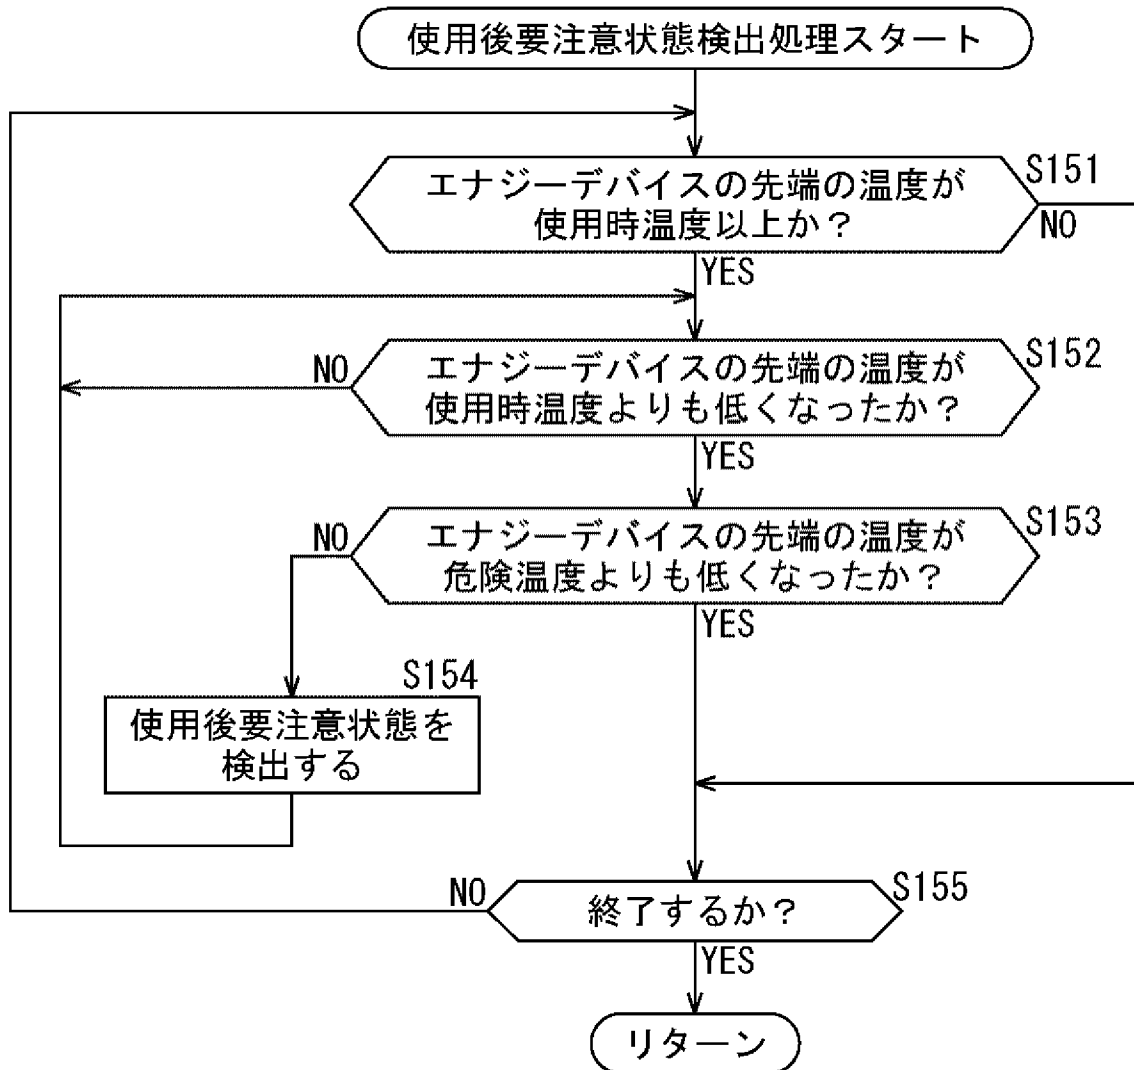 使用後要注意状態検出処理スタート
エナジーデバイスの先端の温度が
使用時温度以上か？
S151
NO
YES
エナジーデバイスの先端の温度が
使用時温度よりも低くなったか？
S152
NO
YES
エナジーデバイスの先端の温度が
危険温度よりも低くなったか？
S153
NO
YES
S154
使用後要注意状態を
検出する
終了するか？
S155
NO
YES
リターン